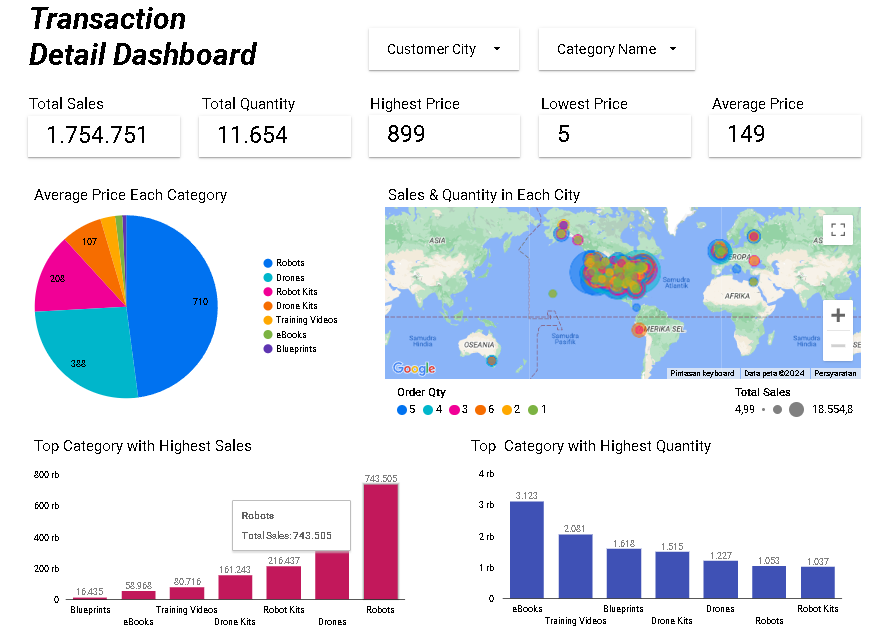 Transaction
Detail Dashboard
Customer City
Category Name
Total Sales
1.754.751
Total Quantity
11.654
Highest Price
899
Lowest Price
5
Average Price
149
Average Price Each Category
107
208
710
388
Robots
Drones
Robot Kits
Drone Kits
Training Videos
eBooks
Blueprints
Sales & Quantity in Each City
ASIA
EROPA
AS
Samudra
Atlantik
AFRIKA
Samudra
Hindia
Samudra
Pasifik
MERIKA SEL
Samudra
Hindia
OSEANIA
+
Google
Pintasan keyboard
Data peta ©2024
Persyaratan
Order Qty
5 4 3 6 2 1
Total Sales
4,99
18.554,8
Top Category with Highest Sales
800 rb
600 rb
400 rb
200 rb
0
16.435
58.968
80.716
161.243
216.437
743.505
Robots
Total Sales: 743.505
Blueprints
eBooks
Training Videos
Drone Kits
Robot Kits
Drones
Robots
Top Category with Highest Quantity
4 rb
3 rb
2 rb
1 rb
0
3.123
2.081
1.618
1.515
1.227
1.053
1.037
eBooks
Training Videos
Blueprints
Drone Kits
Drones
Robots
Robot Kits